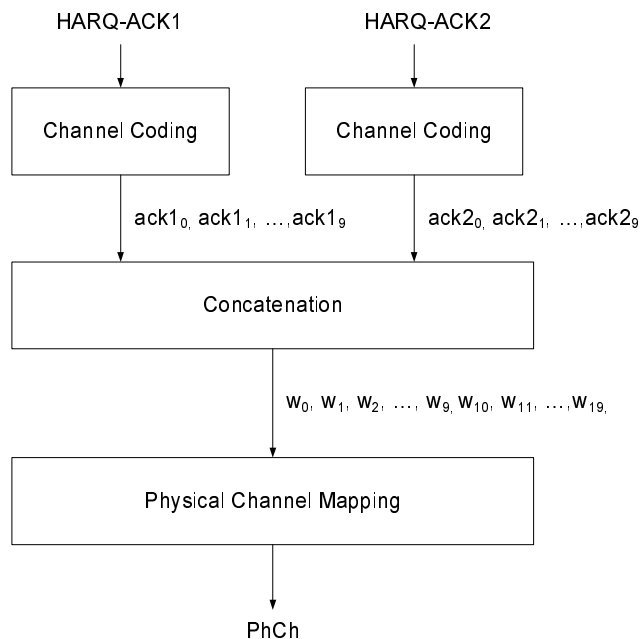 HARQ-ACK1 HARQ-ACK2
Channel Coding Channel Coding
ack1₀, ack1₁, …,ack1₉ ack2₀, ack2₁, …,ack2₉
Concatenation
w₀, w₁, w₂, …, w₉, w₁₀, w₁₁, …,w₁₉,
Physical Channel Mapping
PhCh